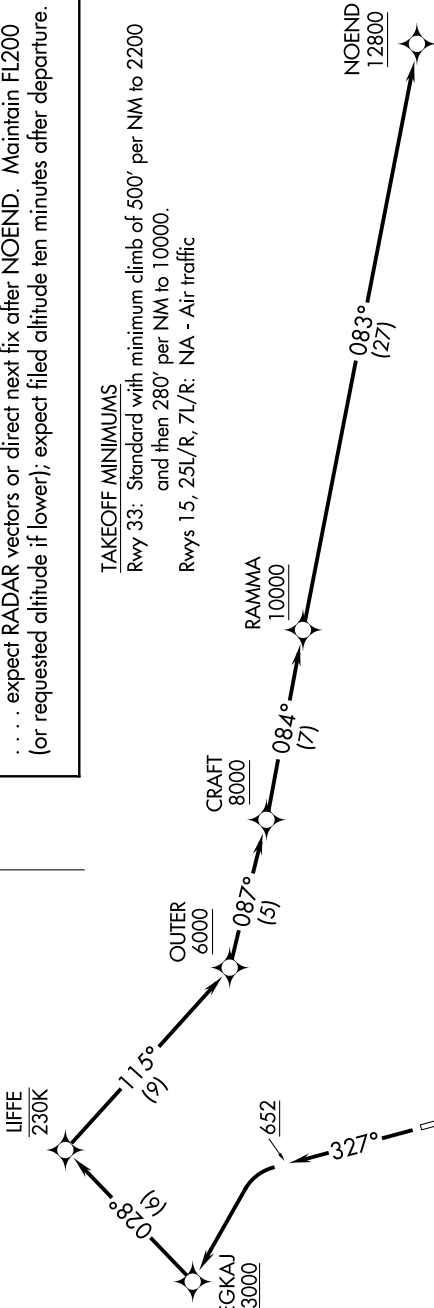 . . . . expect RADAR vectors or direct next fix after NOEND. Maintain FL200
(or requested altitude if lower); expect filed altitude ten minutes after departure.
TAKEOFF MINIMUMS
Rwy 33: Standard with minimum climb of 500' per NM to 2200
and then 280' per NM to 10000.
Rwys 15, 25L/R, 7L/R: NA - Air traffic
LIFFE
230K
028°
(6)
EGKAJ
3000
652
327°
115°
(9)
OUTER
6000
087°
(5)
CRAFT
8000
084°
(7)
RAMMA
10000
083°
(27)
NOEND
12800